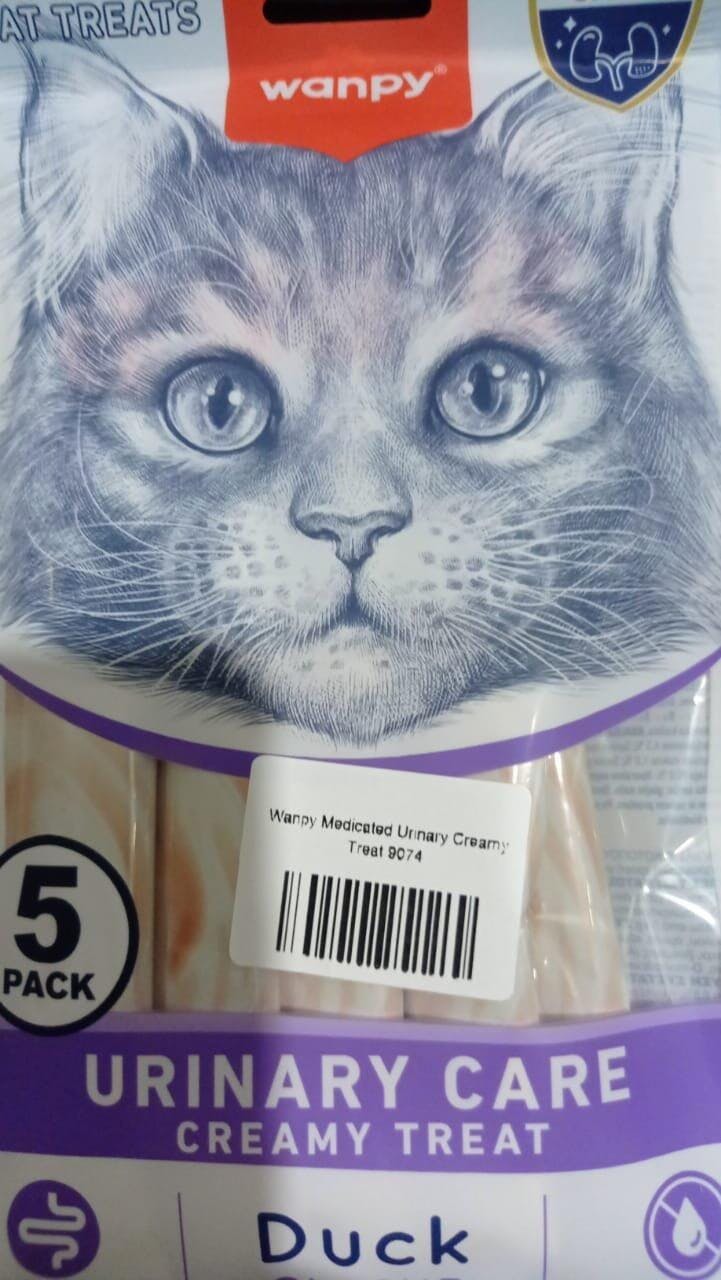 AT TREATS
wanpy®
Wanpy Medicated Urinary Creamy
Treat 9074
5
PACK
URINARY CARE
CREAMY TREAT
Duck